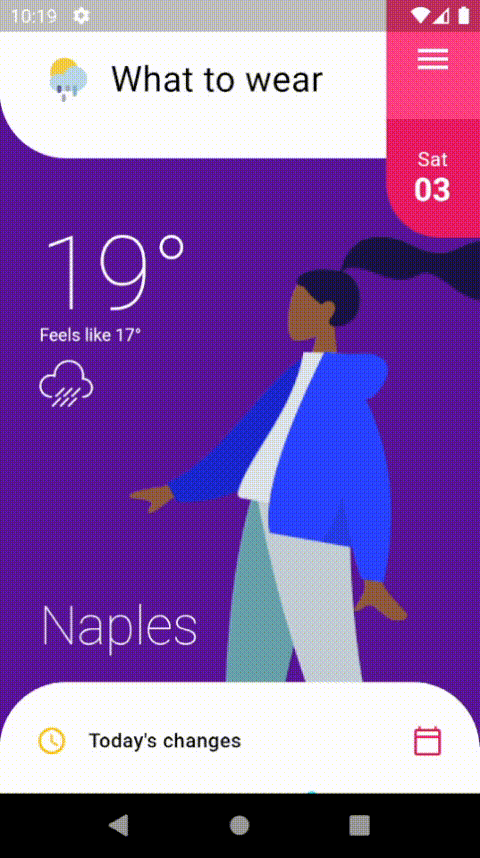 10:19
What to wear
Sat
03
19°
Feels like 17°
Naples
Today's changes